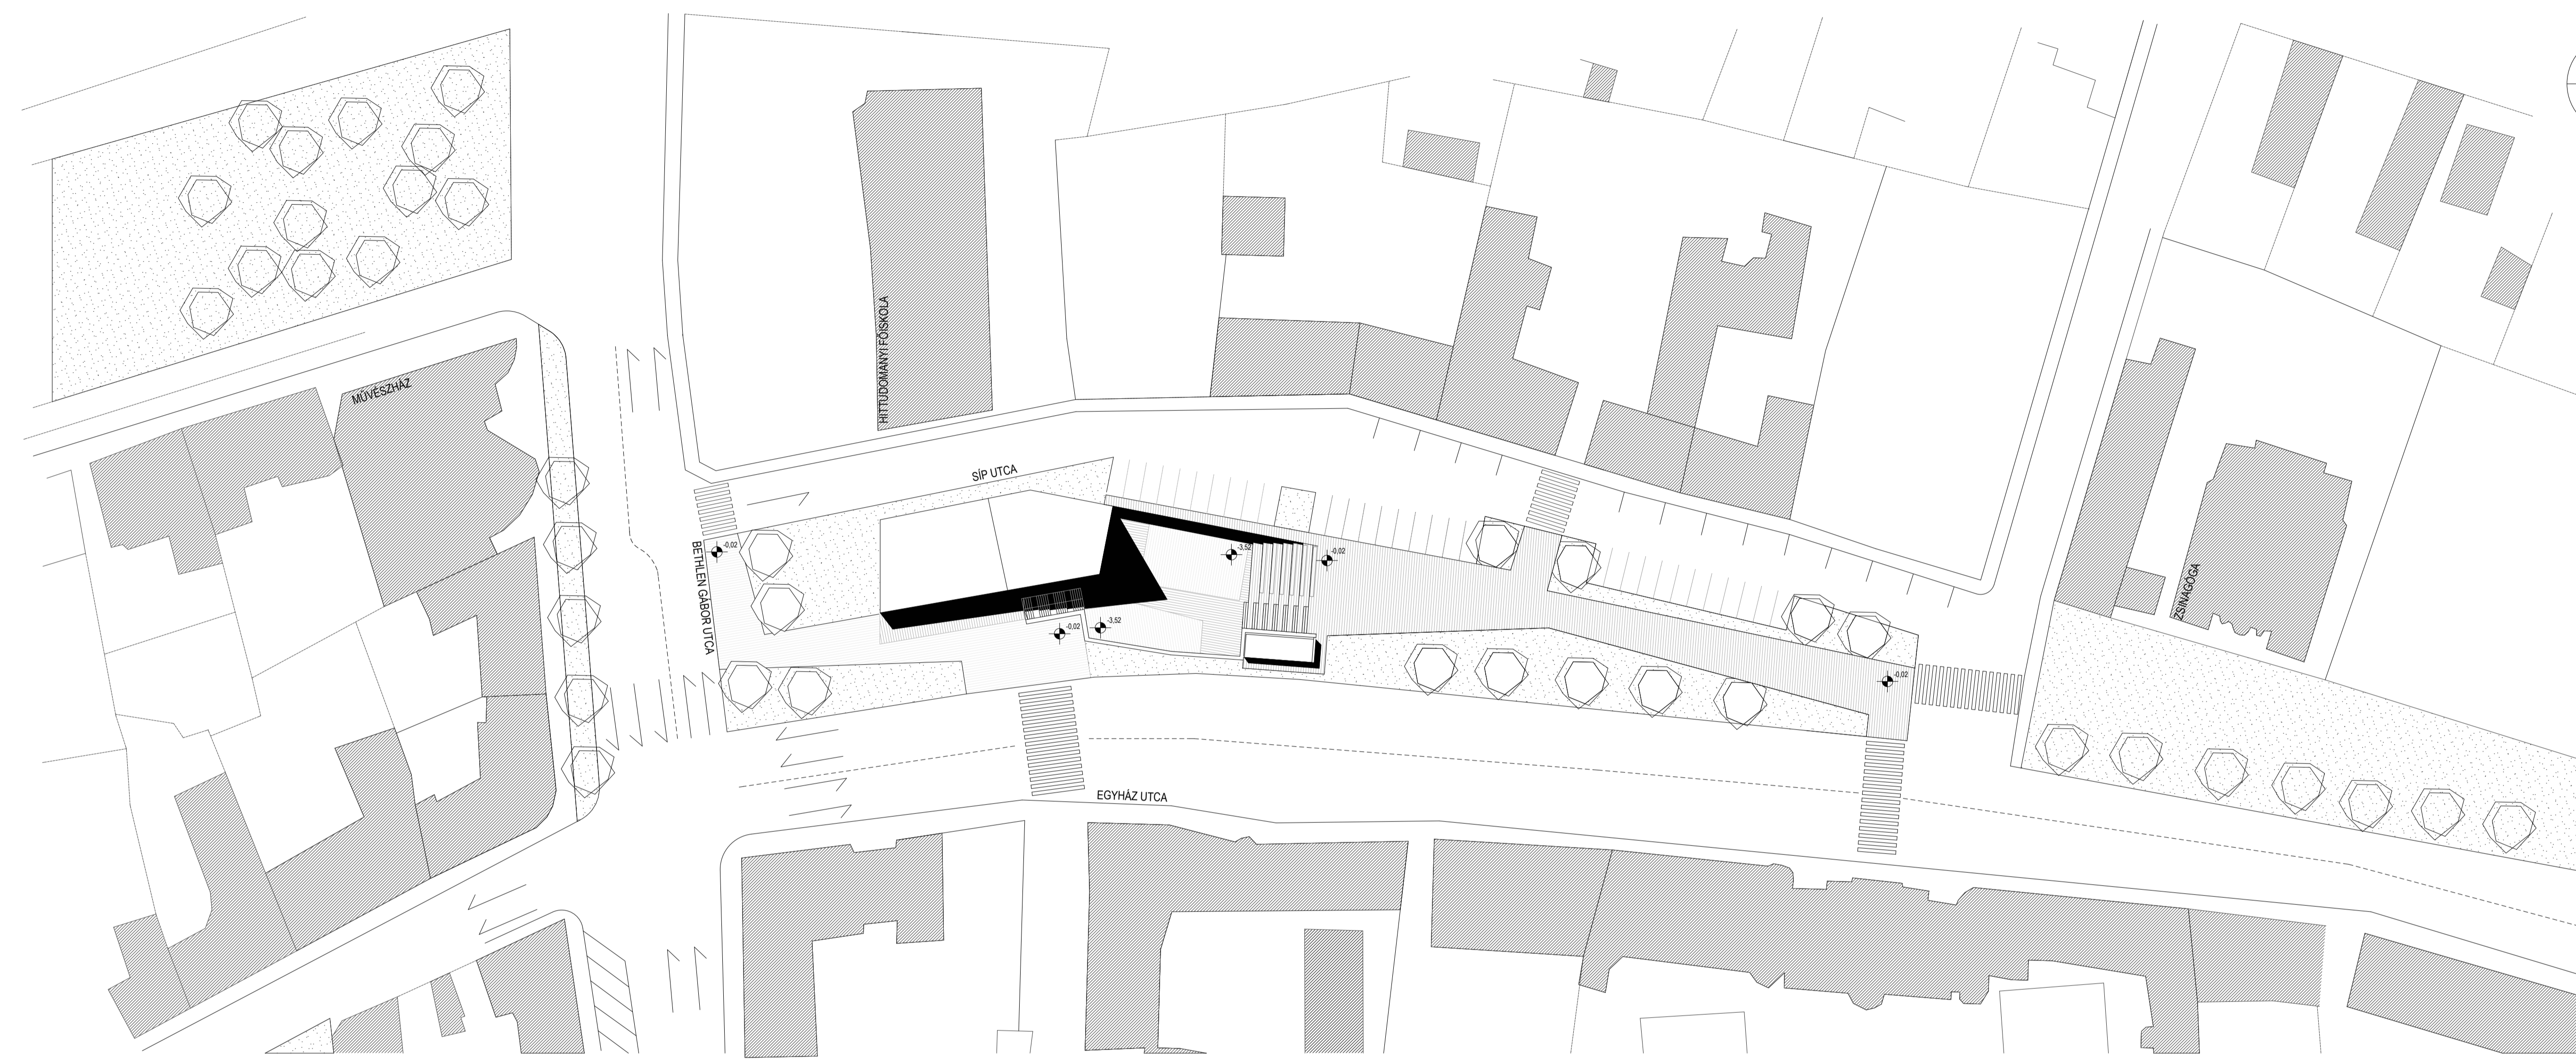 MŰVÉSZHÁZ
HITTUDOMÁNYI FŐISKOLA
SÍP UTCA
BETHLEN GÁBOR UTCA
-0,02
-3,52
-0,02
-0,02
-3,52
-0,02
ZSINAGÓGA
EGYHÁZ UTCA